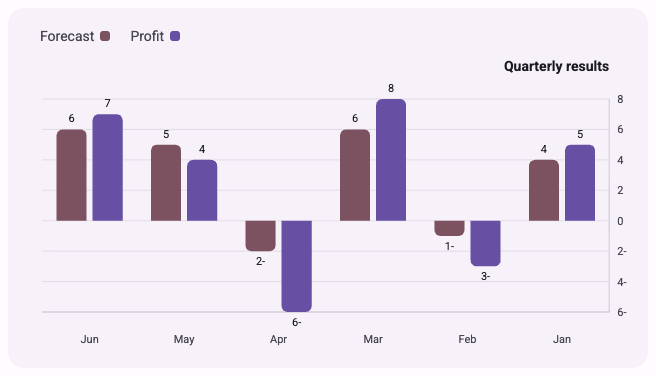 Forecast Profit
Quarterly results
6 7 5 4 2- 6- 6 8 1- 3- 4 5
8
6
4
2
0
2-
4-
6-
Jun May Apr Mar Feb Jan